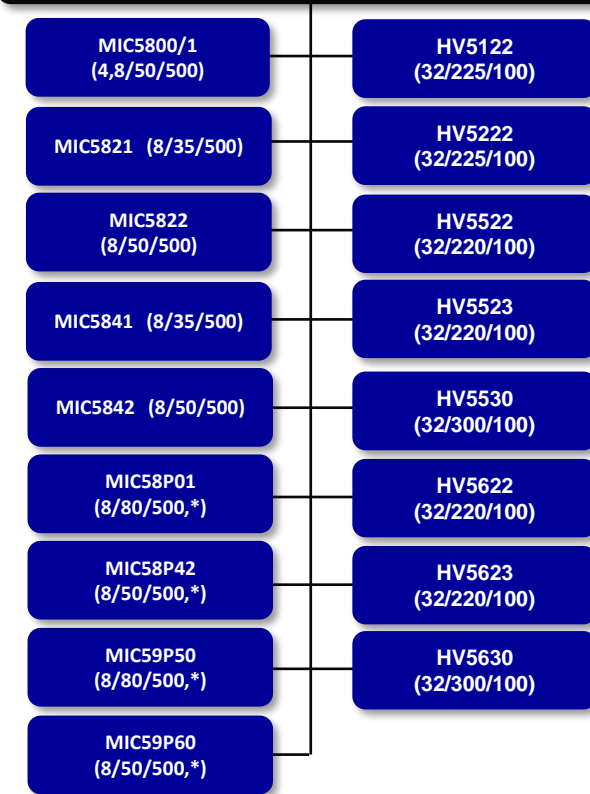 MIC5800/1
(4,8/50/500)
MIC5821 (8/35/500)
MIC5822
(8/50/500)
MIC5841 (8/35/500)
MIC5842 (8/50/500)
MIC58P01
(8/80/500,*)
MIC58P42
(8/50/500,*)
MIC59P50
(8/80/500,*)
MIC59P60
(8/50/500,*)
HV5122
(32/225/100)
HV5222
(32/225/100)
HV5522
(32/220/100)
HV5523
(32/220/100)
HV5530
(32/300/100)
HV5622
(32/220/100)
HV5623
(32/220/100)
HV5630
(32/300/100)